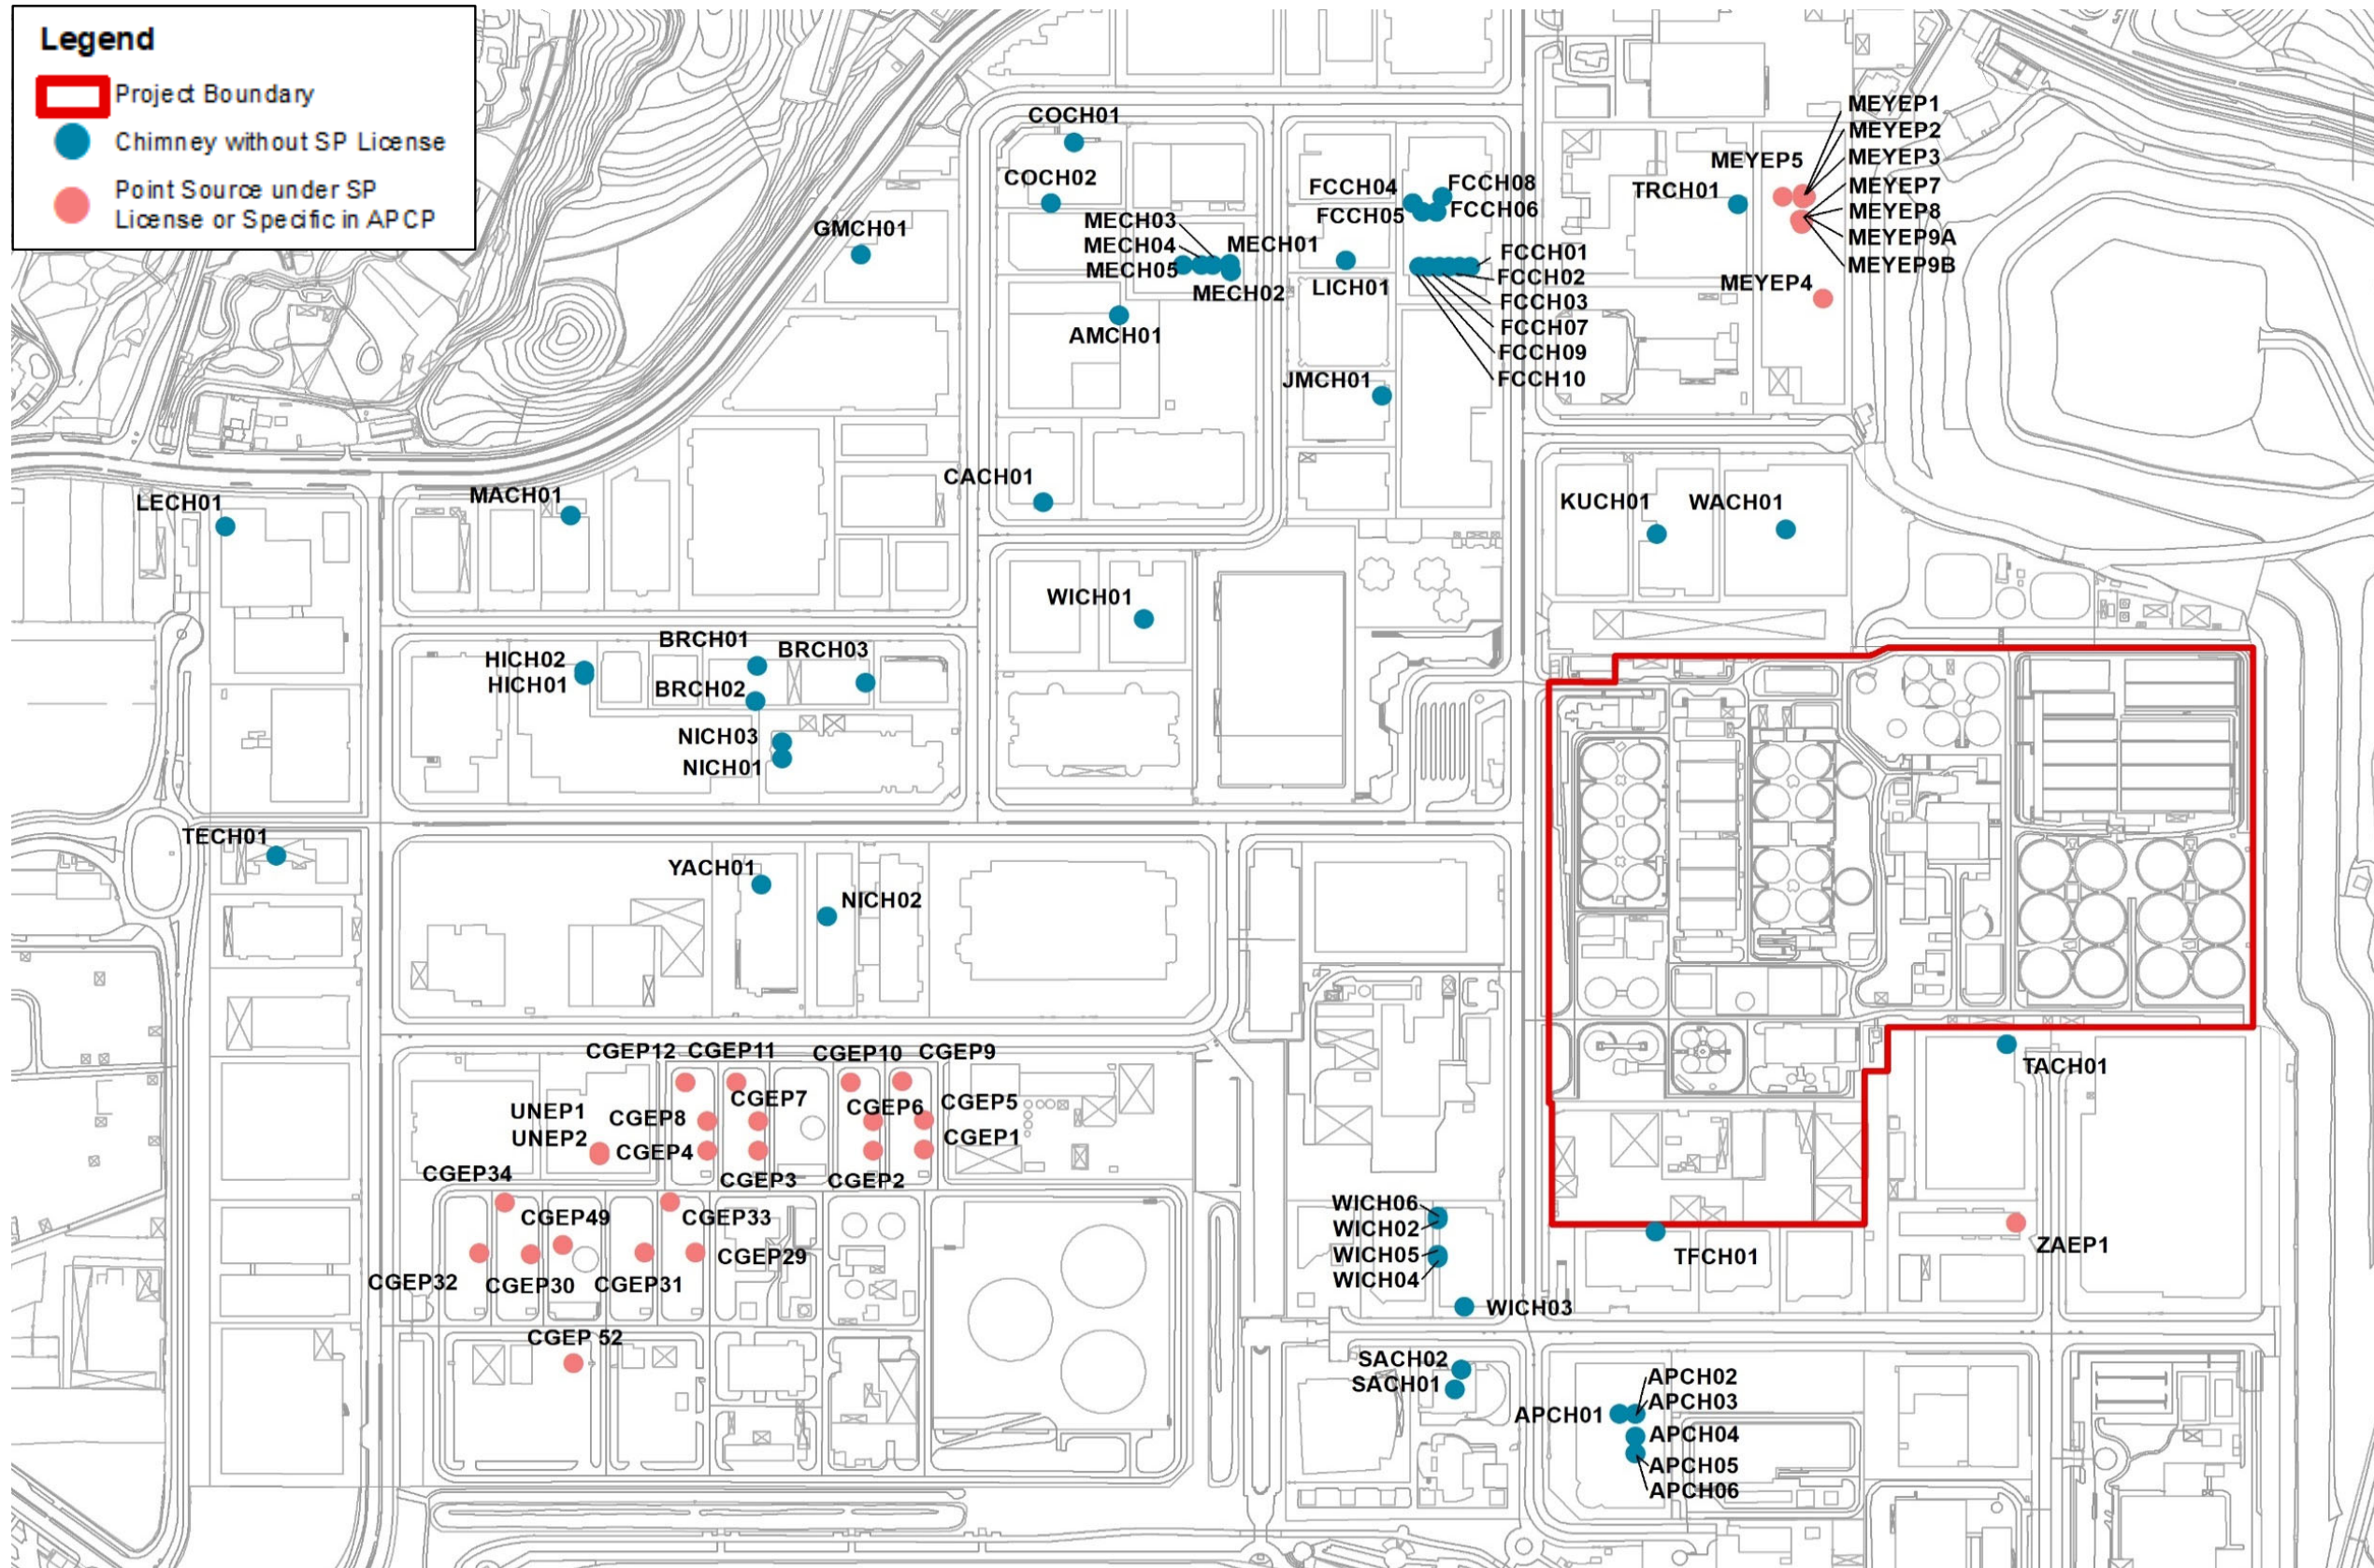 Legend
Project Boundary
Chimney without SP License
Point Source under SP
License or Specific in APCP
COCH01
COCH02
GMCH01
MECH03
MECH04
MECH05
MECH01
MECH02
AMCH01
FCCH04
FCCH05
FCCH08
FCCH06
LICH01
FCCH01
FCCH02
FCCH03
FCCH07
FCCH09
FCCH10
JMCH01
TRCH01
MEYEP5
MEYEP1
MEYEP2
MEYEP3
MEYEP7
MEYEP8
MEYEP9A
MEYEP9B
MEYEP4
CACH01
LECH01
MACH01
KUCH01
WACH01
WICH01
HICH02
HICH01
BRCH01
BRCH03
BRCH02
NICH03
NICH01
TECH01
YACH01
NICH02
CGEP12
CGEP11
CGEP10
CGEP9
UNEP1
UNEP2
CGEP8
CGEP7
CGEP6
CGEP5
CGEP4
CGEP1
CGEP3
CGEP2
CGEP34
CGEP49
CGEP33
CGEP29
CGEP32
CGEP30
CGEP31
CGEP 52
TACH01
ZAEP1
TFCH01
WICH06
WICH02
WICH05
WICH04
WICH03
SACH02
SACH01
APCH01
APCH02
APCH03
APCH04
APCH05
APCH06